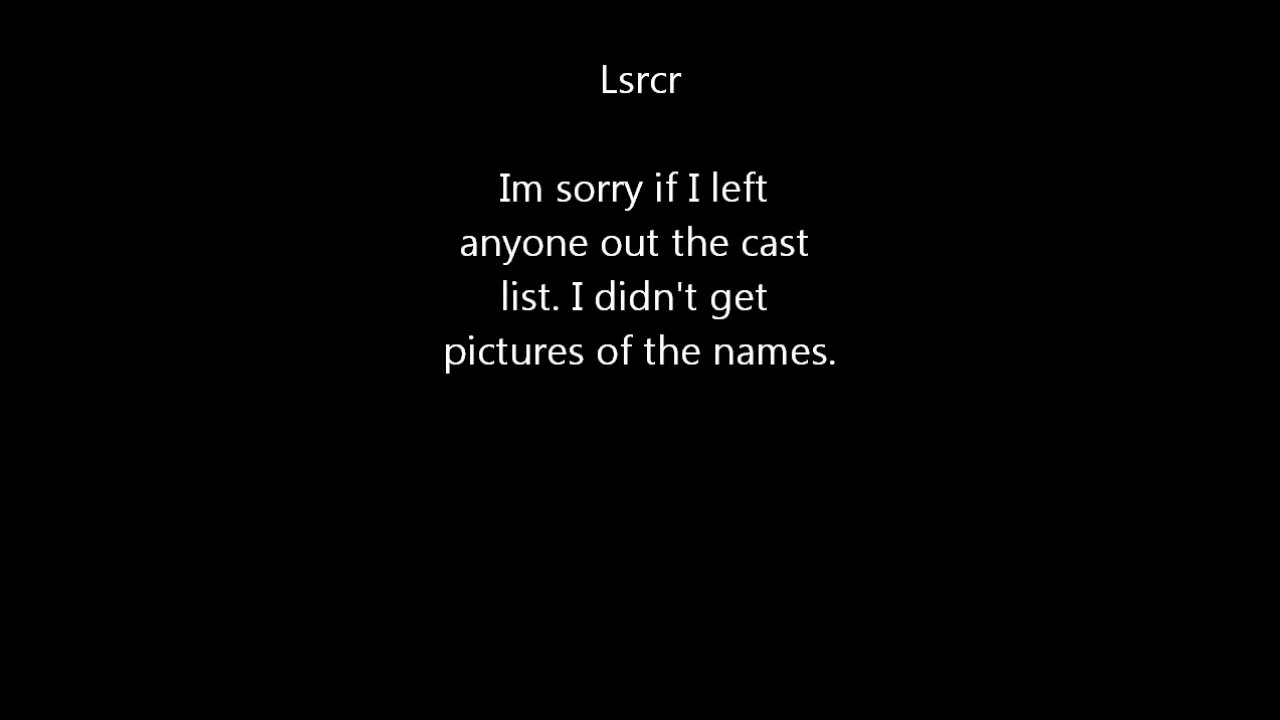 Lsrcr
Im sorry if I left
anyone out the cast
list. I didn't get
pictures of the names.